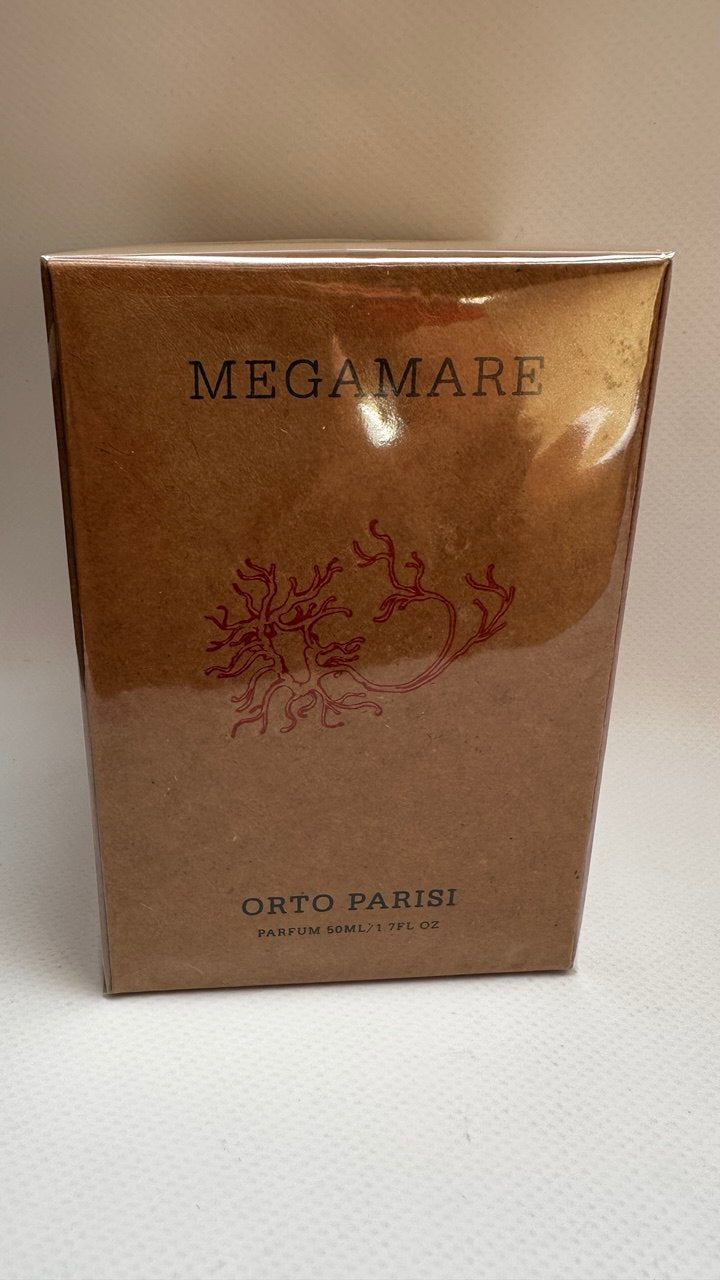 MEGAMARE
ORTO PARISI
PARFUM 50ML/1 7FL OZ